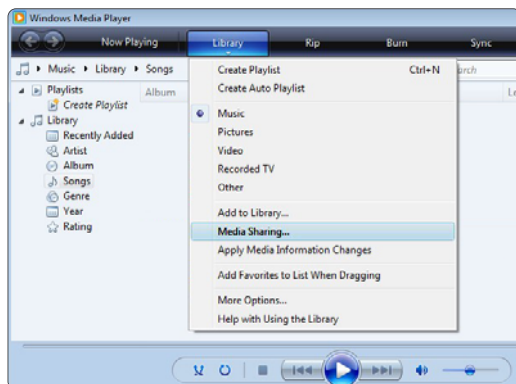 Windows Media Player
Now Playing Library Rip Burn Sync
Music Library Songs
Playlists
Create Playlist
Library
Recently Added
Artist
Album
Songs
Genre
Year
Rating
Album
Create Playlist Ctrl+N
Create Auto Playlist
Music
Pictures
Video
Recorded TV
Other
Add to Library...
Media Sharing...
Apply Media Information Changes
Add Favorites to List When Dragging
More Options...
Help with Using the Library